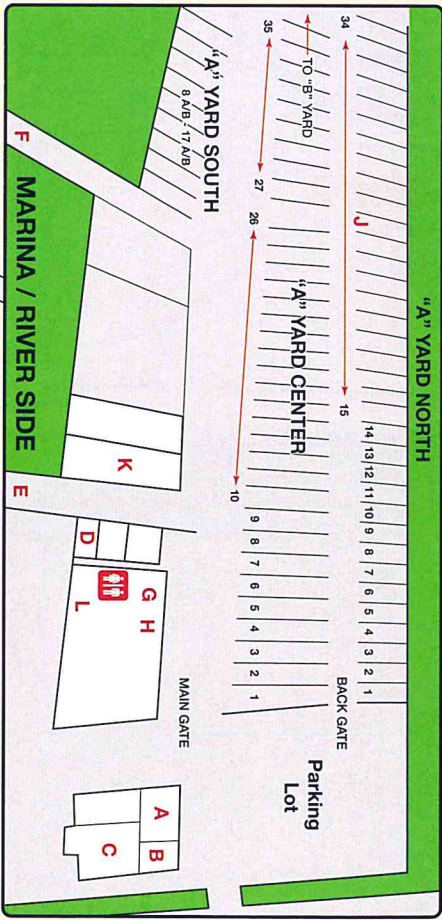 "A" YARD NORTH
J
14 13 12 11 10 9 8 7 6 5 4 3 2 1
34 15
BACK GATE
Parking
Lot
TO "B" YARD
"A" YARD CENTER
35 27 26 10 9 8 7 6 5 4 3 2 1
"A" YARD SOUTH
8 A/B - 17 A/B
MAIN GATE
A B
C
G H
K
D
L
F
E
MARINA / RIVER SIDE